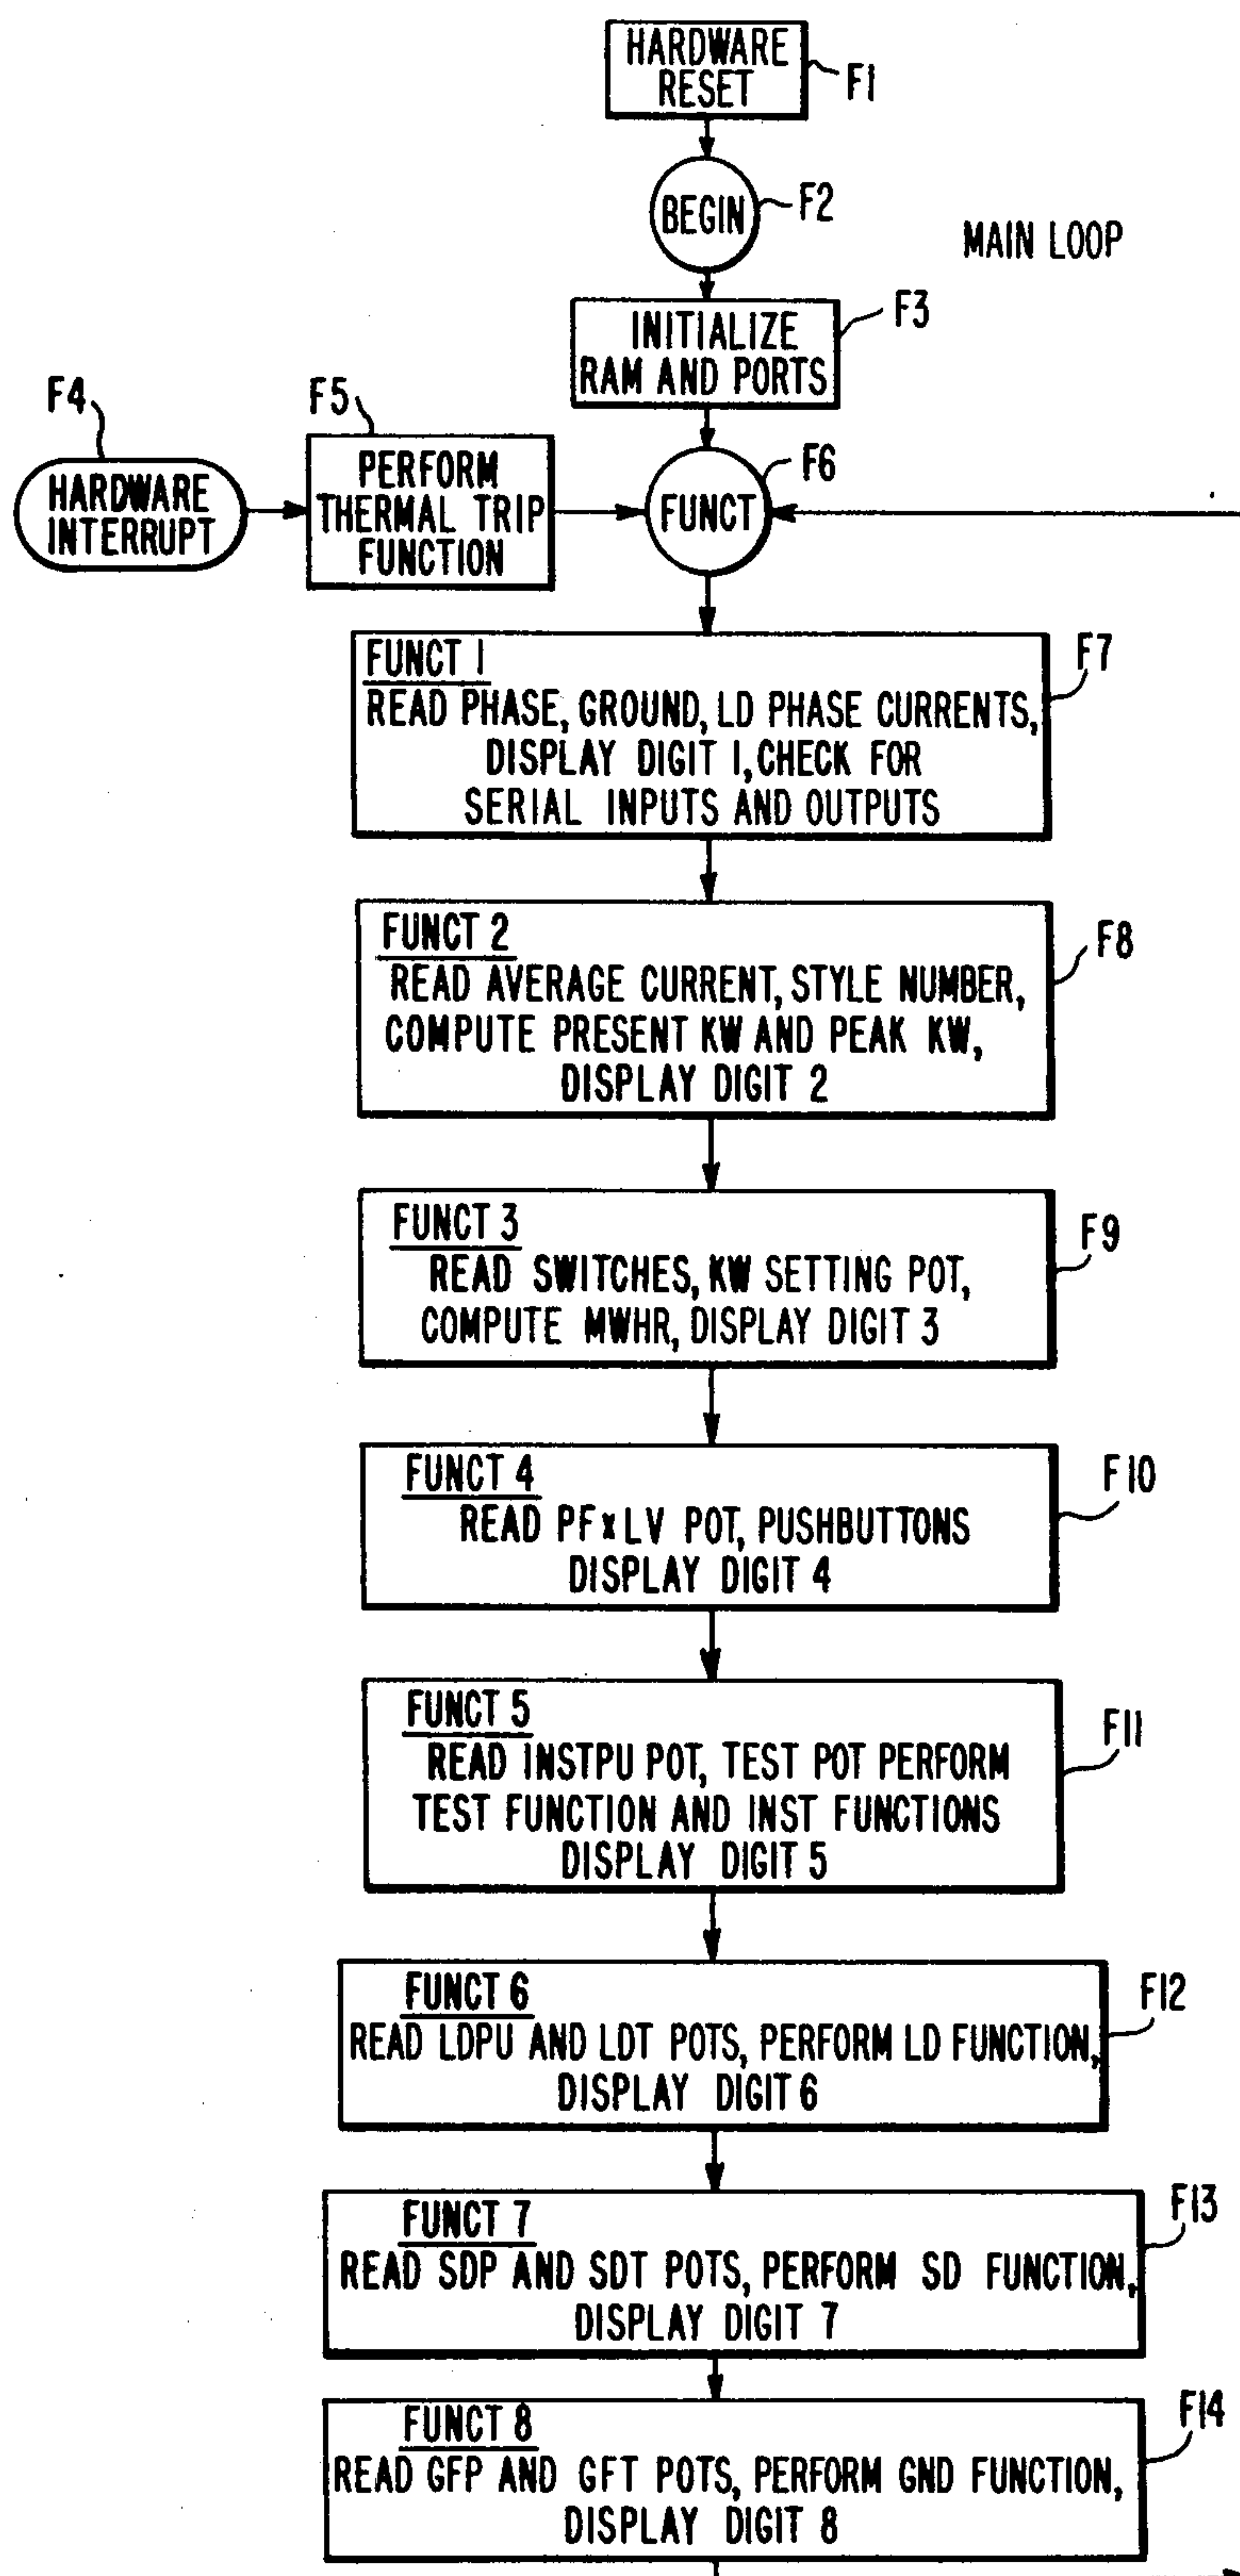 HARDWARE
RESET
F1
BEGIN
F2
MAIN LOOP
INITIALIZE
RAM AND PORTS
F3
F4
HARDWARE
INTERRUPT
F5
PERFORM
THERMAL TRIP
FUNCTION
FUNCT
F6
FUNCT 1
READ PHASE, GROUND, LD PHASE CURRENTS,
DISPLAY DIGIT 1, CHECK FOR
SERIAL INPUTS AND OUTPUTS
F7
FUNCT 2
READ AVERAGE CURRENT, STYLE NUMBER,
COMPUTE PRESENT KW AND PEAK KW,
DISPLAY DIGIT 2
F8
FUNCT 3
READ SWITCHES, KW SETTING POT,
COMPUTE MWHR, DISPLAY DIGIT 3
F9
FUNCT 4
READ PF x LV POT, PUSHBUTTONS
DISPLAY DIGIT 4
F10
FUNCT 5
READ INSTPU POT, TEST POT PERFORM
TEST FUNCTION AND INST FUNCTIONS
DISPLAY DIGIT 5
F11
FUNCT 6
READ LDPU AND LDT POTS, PERFORM LD FUNCTION,
DISPLAY DIGIT 6
F12
FUNCT 7
READ SDP AND SDT POTS, PERFORM SD FUNCTION,
DISPLAY DIGIT 7
F13
FUNCT 8
READ GFP AND GFT POTS, PERFORM GND FUNCTION,
DISPLAY DIGIT 8
F14